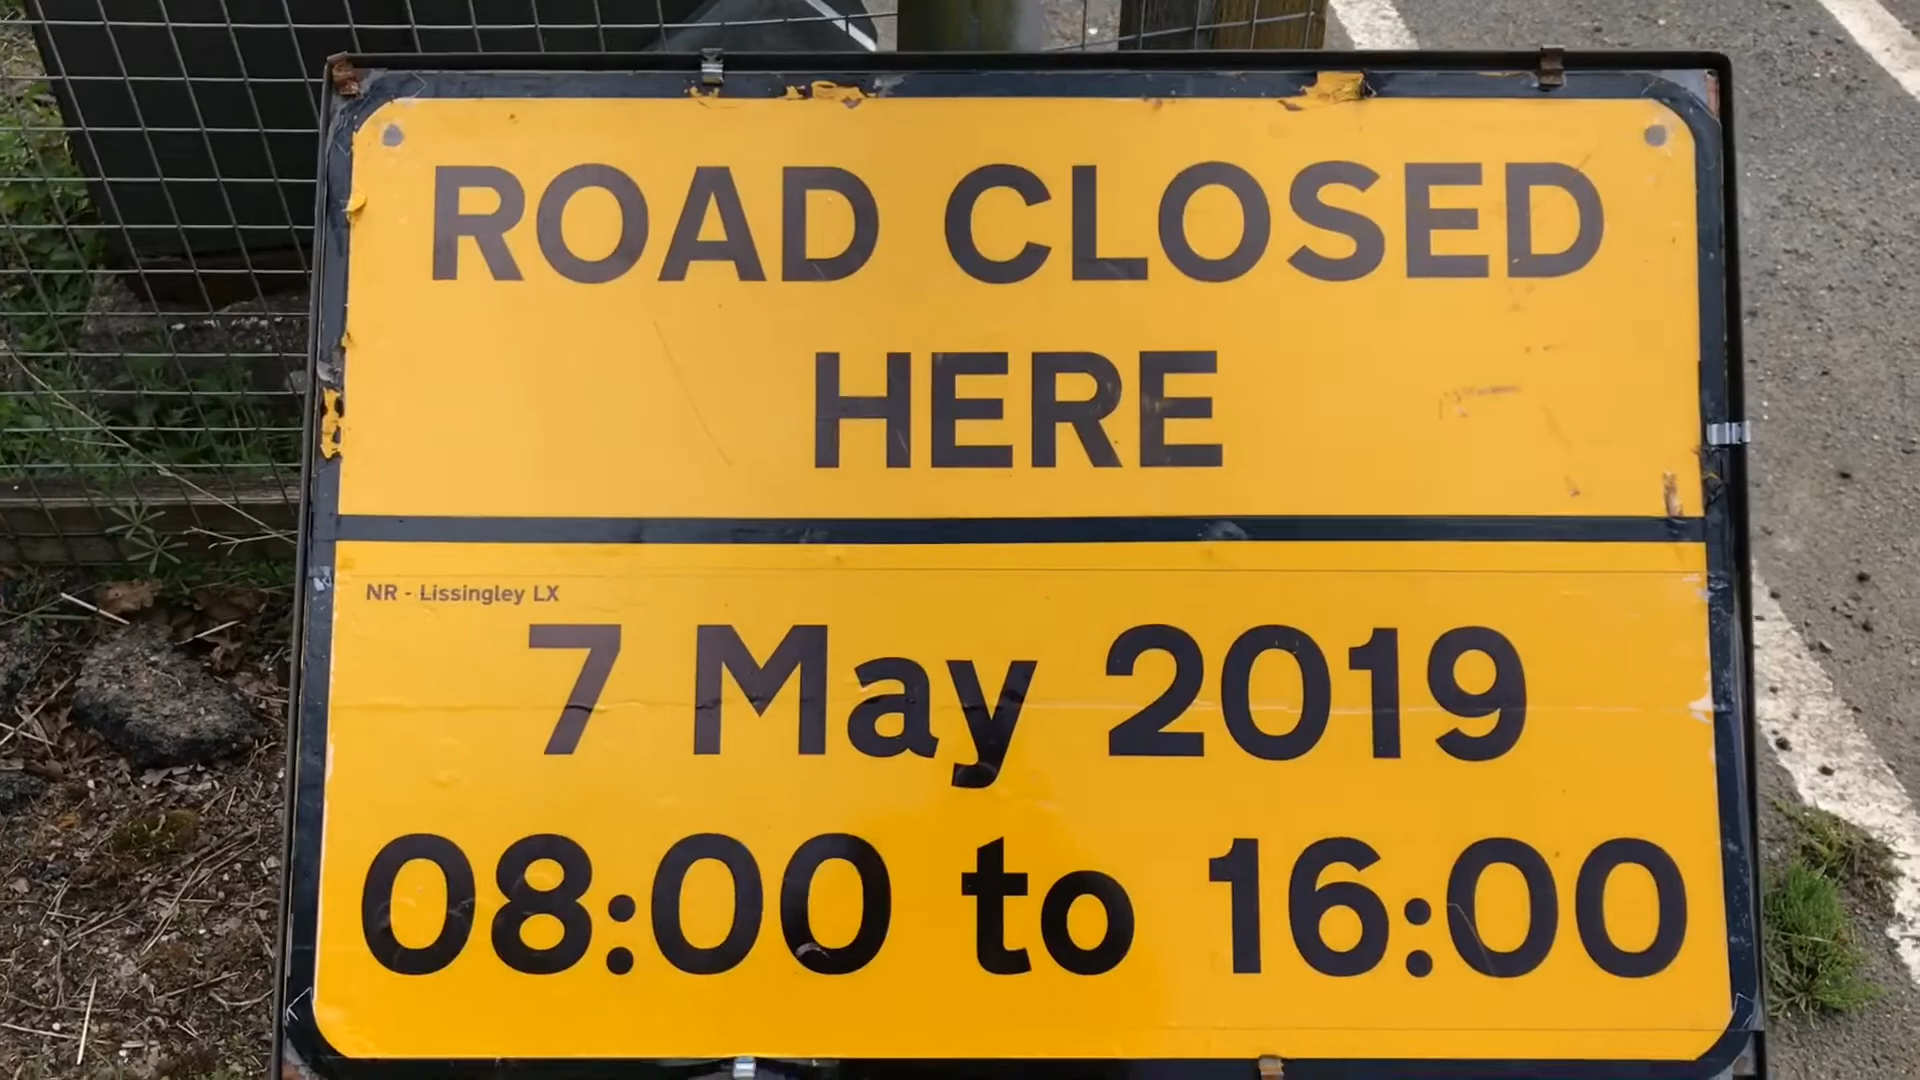 ROAD CLOSED
HERE
NR - Lissingley LX
7 May 2019
08:00 to 16:00